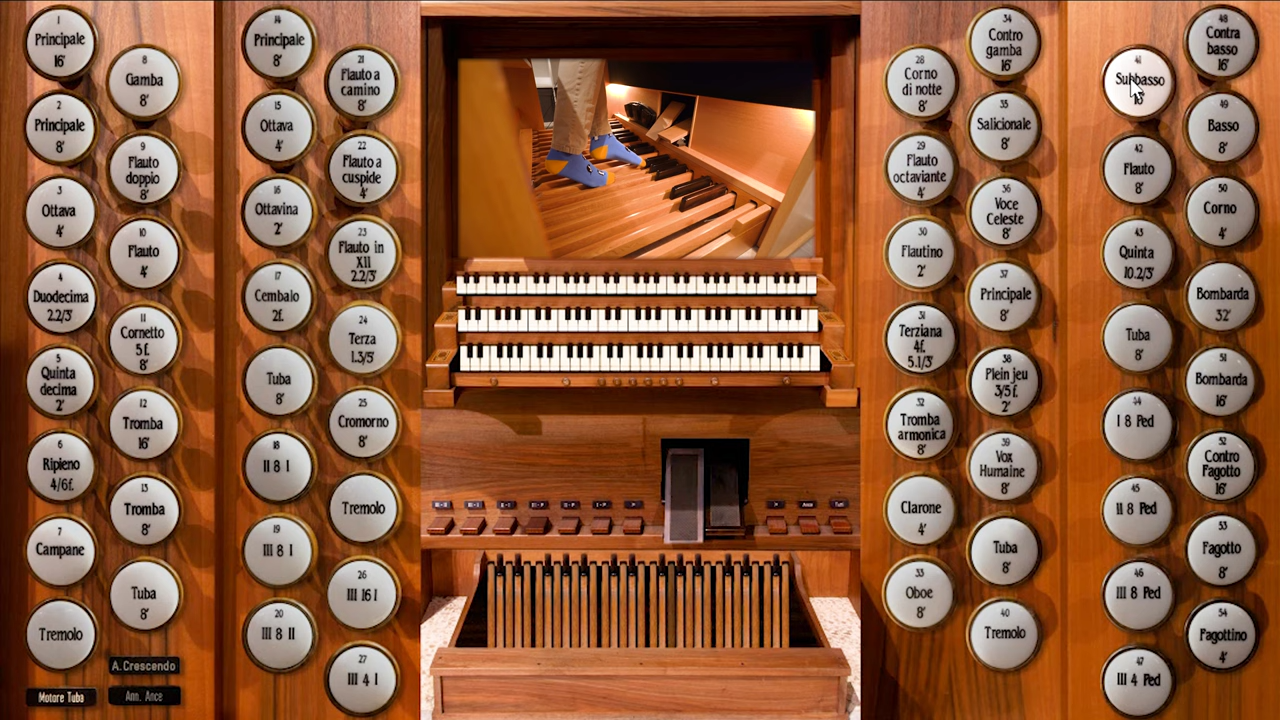 1
Principale
16'
2
Principale
8'
3
Ottava
4'
4
Duodecima
2.2/3'
5
Quinta
decima
2'
6
Ripieno
4/6f.
7
Campane
Tremolo
Motore Tuba
8
Gamba
8'
9
Flauto
doppio
8'
10
Flauto
4'
11
Cornetto
5 f.
8'
12
Tromba
16'
13
Tromba
8'
Tuba
8'
A.Crescendo
Ann. Ance
14
Principale
8'
15
Ottava
4'
16
Ottavina
2'
17
Cembalo
2f.
Tuba
8'
18
II 8 I
19
III 8 I
20
III 8 II
21
Flauto a
camino
8'
22
Flauto a
cuspide
4'
23
Flauto in
XII
2.2/3'
24
Terza
1.3/5'
25
Cromorno
8'
Tremolo
26
III 16 I
27
III 4 I
28
Corno
di notte
8'
29
Flauto
octaviante
4'
30
Flautino
2'
31
Terziana
4f.
5.1/3'
32
Tromba
armonica
8'
Clarone
4'
33
Oboe
8'
34
Contro
gamba
16'
35
Salicionale
8'
36
Voce
Celeste
8'
37
Principale
8'
38
Plein jeu
3/5 f.
2'
39
Vox
Humaine
8'
Tuba
8'
40
Tremolo
41
Subbasso
16'
42
Flauto
8'
43
Quinta
10.2/3'
Tuba
8'
44
I 8 Ped
45
II 8 Ped
46
III 8 Ped
47
III 4 Ped
48
Contra
basso
16'
49
Basso
8'
50
Corno
4'
Bombarda
32'
51
Bombarda
16'
52
Contro
Fagotto
16'
53
Fagotto
8'
54
Fagottino
4'